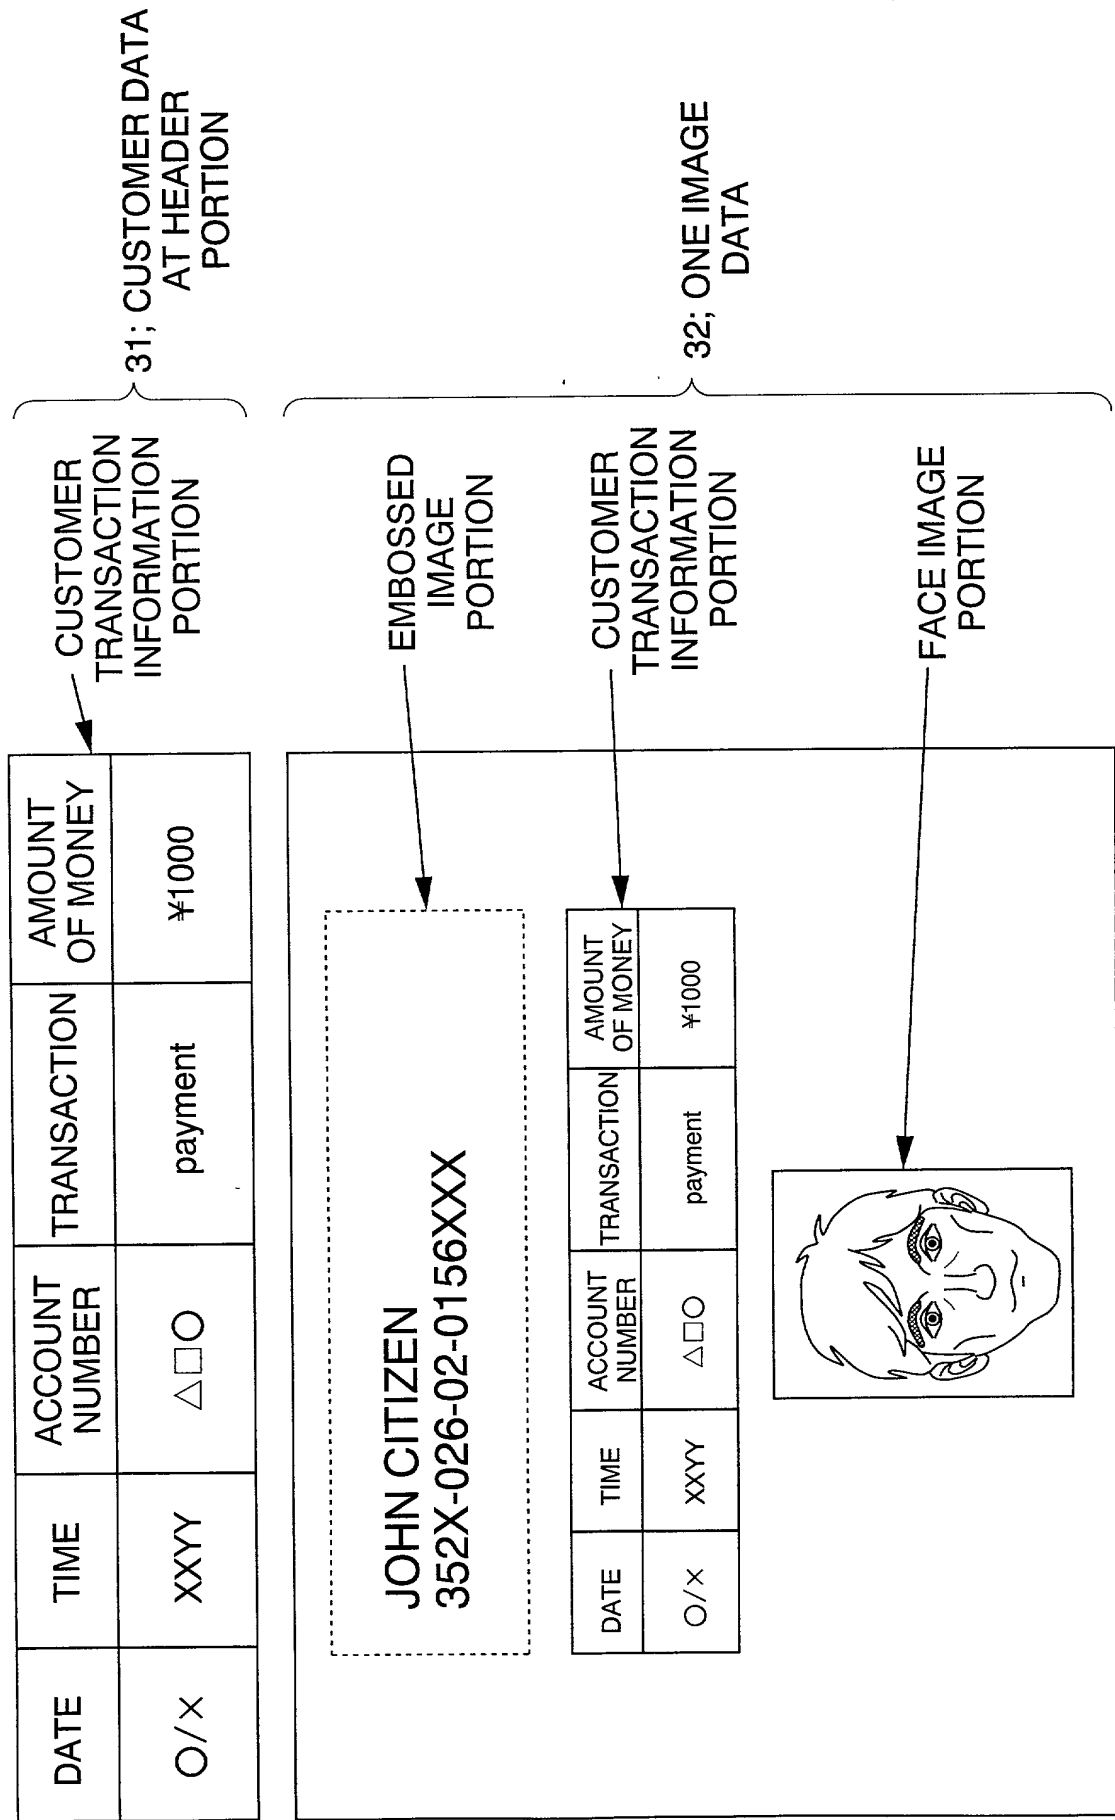 DATE TIME ACCOUNT NUMBER TRANSACTION AMOUNT OF MONEY
○/× XXYY △□○ payment ¥1000
CUSTOMER
TRANSACTION
INFORMATION
PORTION
31; CUSTOMER DATA
AT HEADER
PORTION
JOHN CITIZEN
352X-026-02-0156XXX
EMBOSSED
IMAGE
PORTION
DATE TIME ACCOUNT NUMBER TRANSACTION AMOUNT OF MONEY
○/× XXYY △□○ payment ¥1000
CUSTOMER
TRANSACTION
INFORMATION
PORTION
FACE IMAGE
PORTION
32; ONE IMAGE
DATA